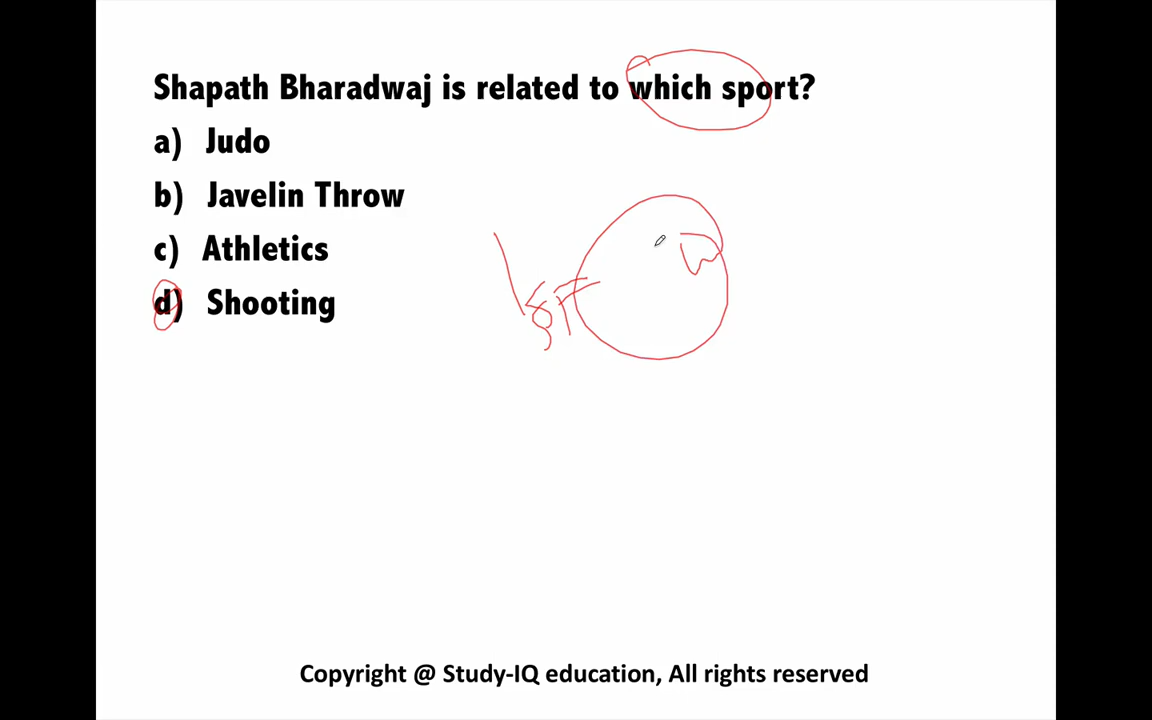 Shapath Bharadwaj is related to which sport?
a) Judo
b) Javelin Throw
c) Athletics
d) Shooting
Copyright @ Study-IQ education, All rights reserved